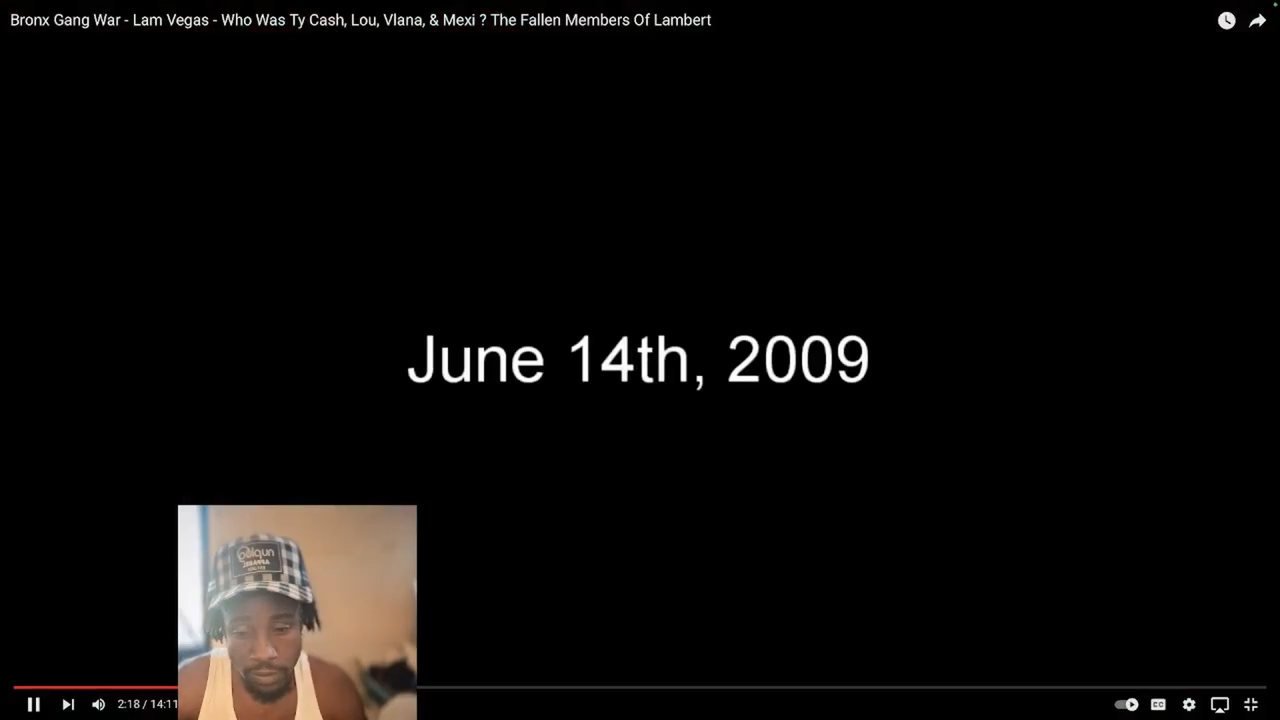 Bronx Gang War - Lam Vegas - Who Was Ty Cash, Lou, Vlana, & Mexi ? The Fallen Members Of Lambert
June 14th, 2009
2:18 / 14:11
CC